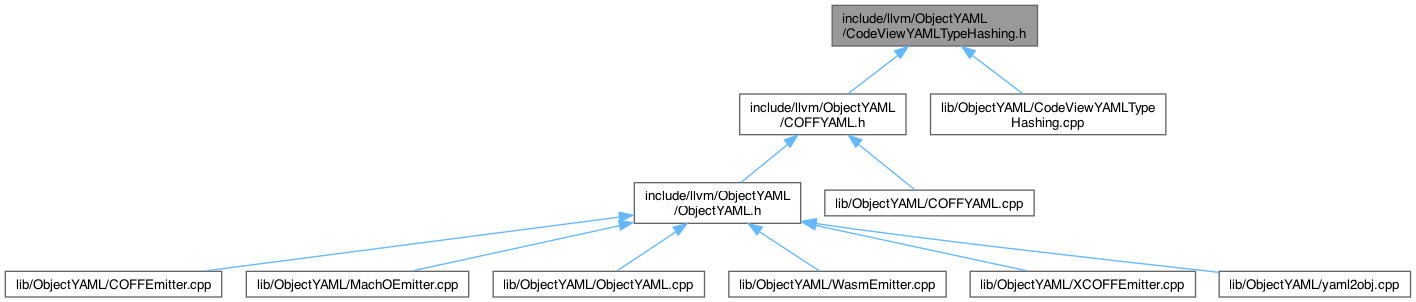 include/llvm/ObjectYAML
/CodeViewYAMLTypeHashing.h
include/llvm/ObjectYAML
/COFFYAML.h
lib/ObjectYAML/CodeViewYAMLType
Hashing.cpp
include/llvm/ObjectYAML
/ObjectYAML.h
lib/ObjectYAML/COFFYAML.cpp
lib/ObjectYAML/COFFEmitter.cpp
lib/ObjectYAML/MachOEmitter.cpp
lib/ObjectYAML/ObjectYAML.cpp
lib/ObjectYAML/WasmEmitter.cpp
lib/ObjectYAML/XCOFFEmitter.cpp
lib/ObjectYAML/yaml2obj.cpp